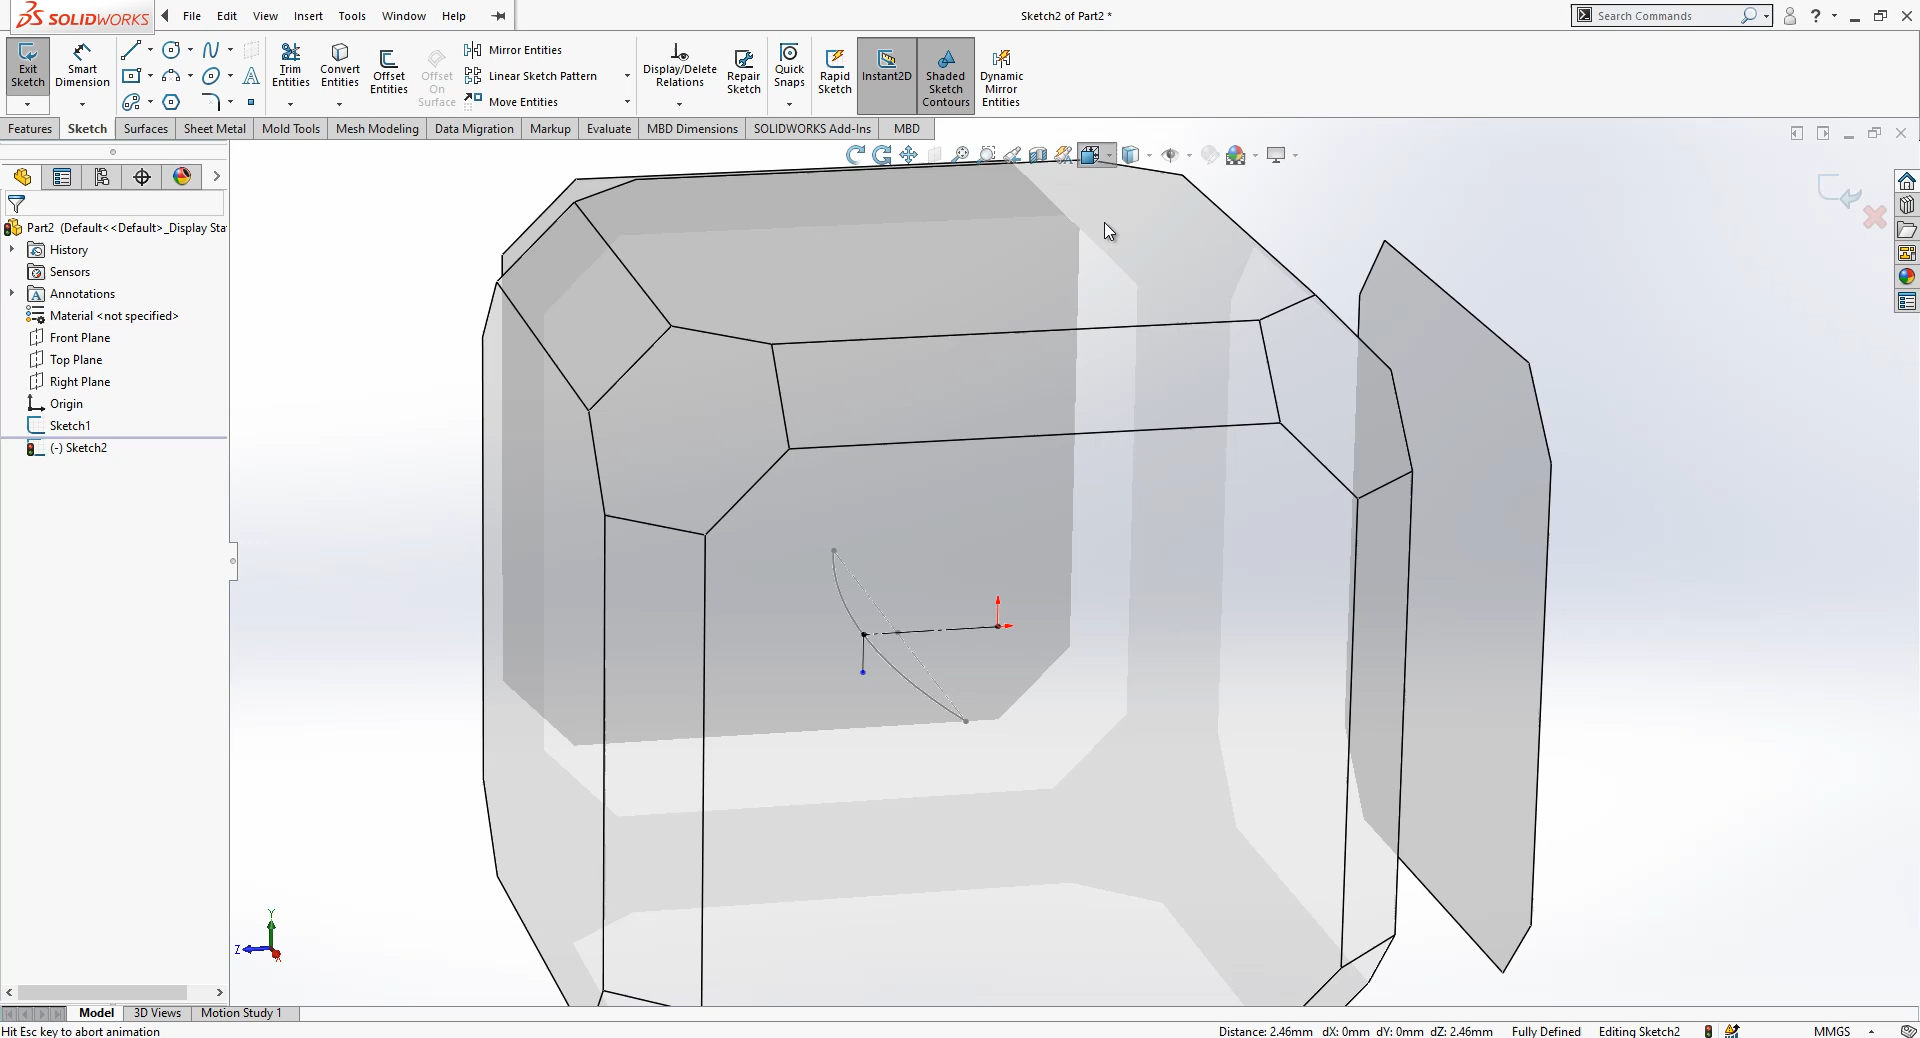 SOLIDWORKS File Edit View Insert Tools Window Help Sketch2 of Part2 * Search Commands ?
Exit Sketch Smart Dimension Trim Entities Convert Entities Offset Entities Offset On Surface Mirror Entities Linear Sketch Pattern Move Entities Display/Delete Relations Repair Sketch Quick Snaps Rapid Sketch Instant2D Shaded Sketch Contours Dynamic Mirror Entities
Features Sketch Surfaces Sheet Metal Mold Tools Mesh Modeling Data Migration Markup Evaluate MBD Dimensions SOLIDWORKS Add-Ins MBD
Part2 (Default<<Default>_Display Sta
History
Sensors
Annotations
Material <not specified>
Front Plane
Top Plane
Right Plane
Origin
Sketch1
(-) Sketch2
Y
Z
Model 3D Views Motion Study 1
Hit Esc key to abort animation Distance: 2.46mm dX: 0mm dY: 0mm dZ: 2.46mm Fully Defined Editing Sketch2 MMGS